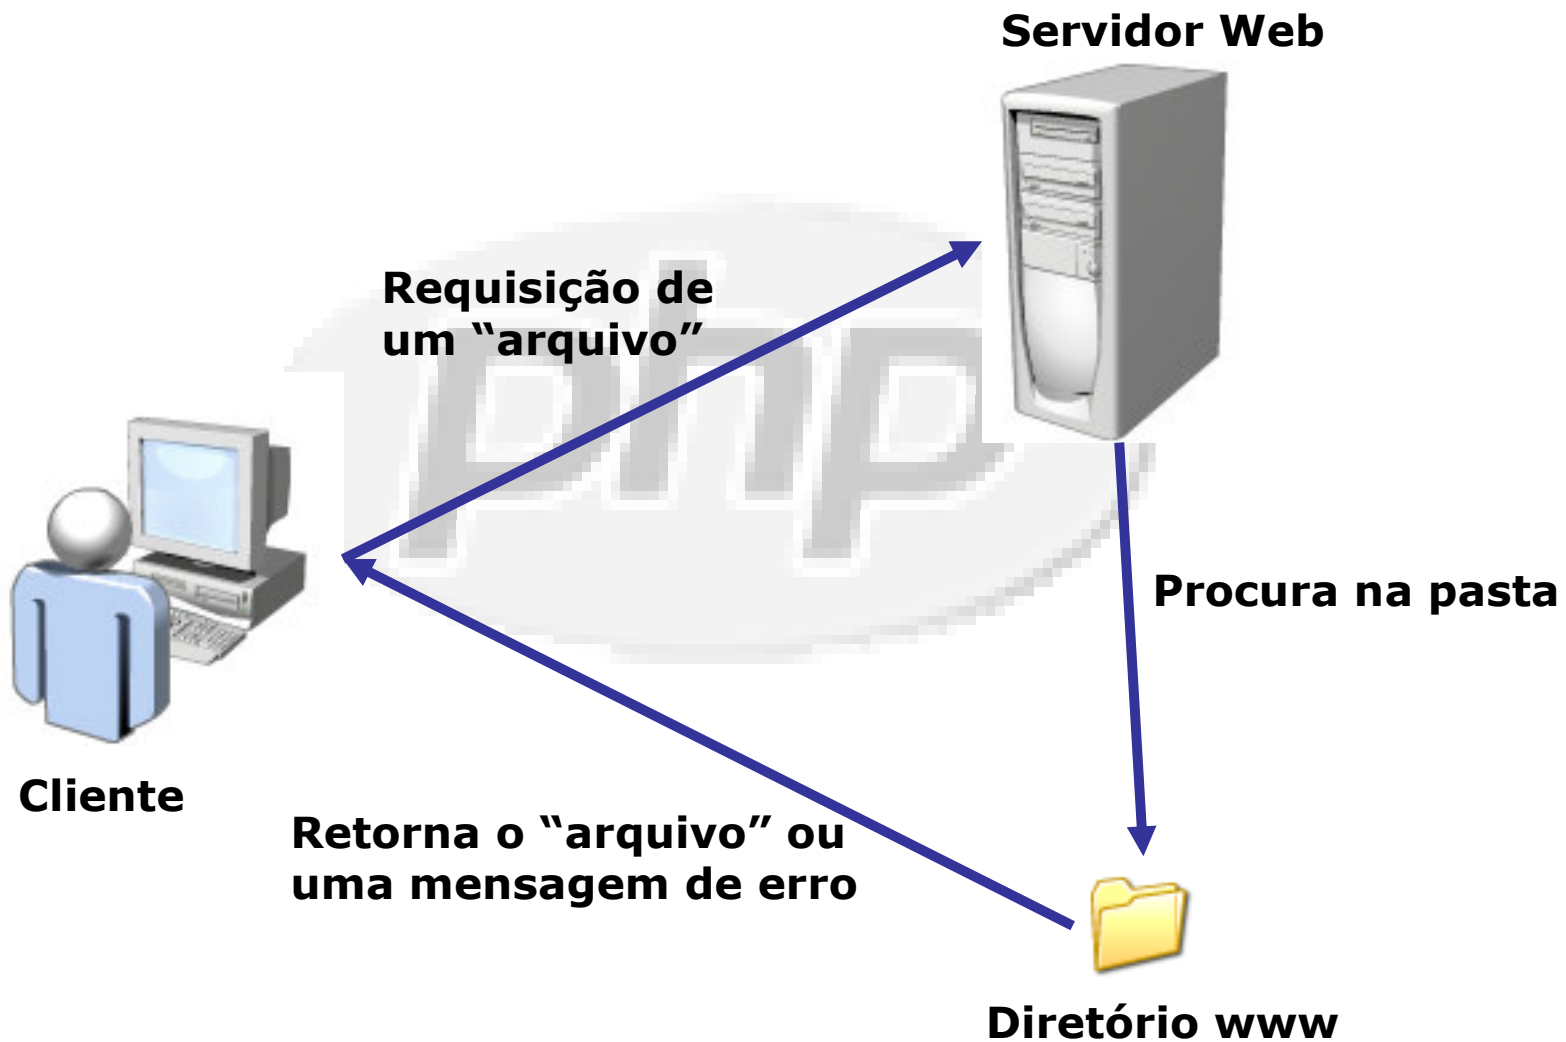 Servidor Web
Requisição de
um “arquivo”
php
Procura na pasta
Cliente
Retorna o “arquivo” ou
uma mensagem de erro
Diretório www